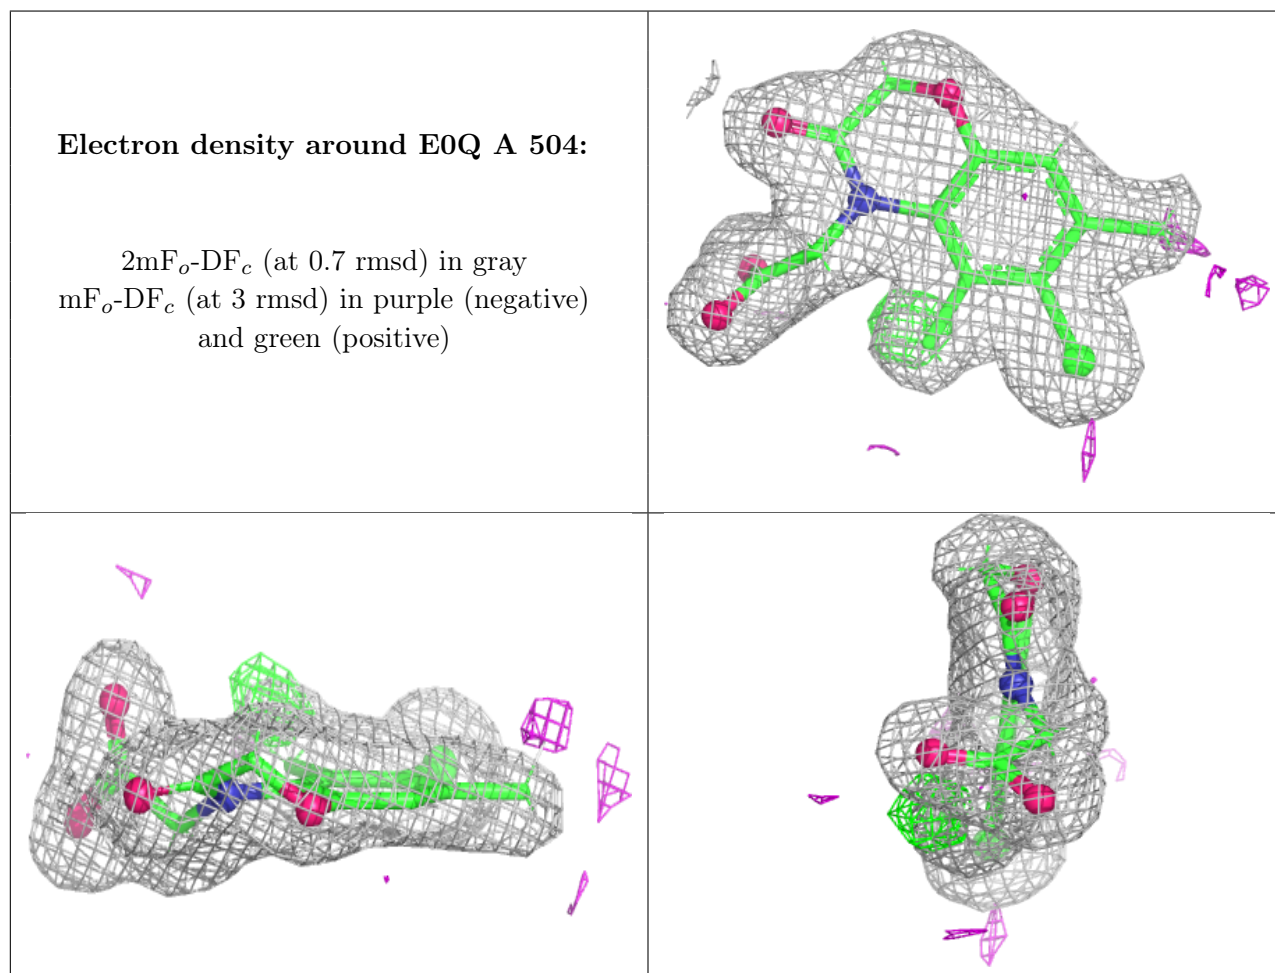 Electron density around E0Q A 504:
2mFo-DFc (at 0.7 rmsd) in gray
mFo-DFc (at 3 rmsd) in purple (negative)
and green (positive)